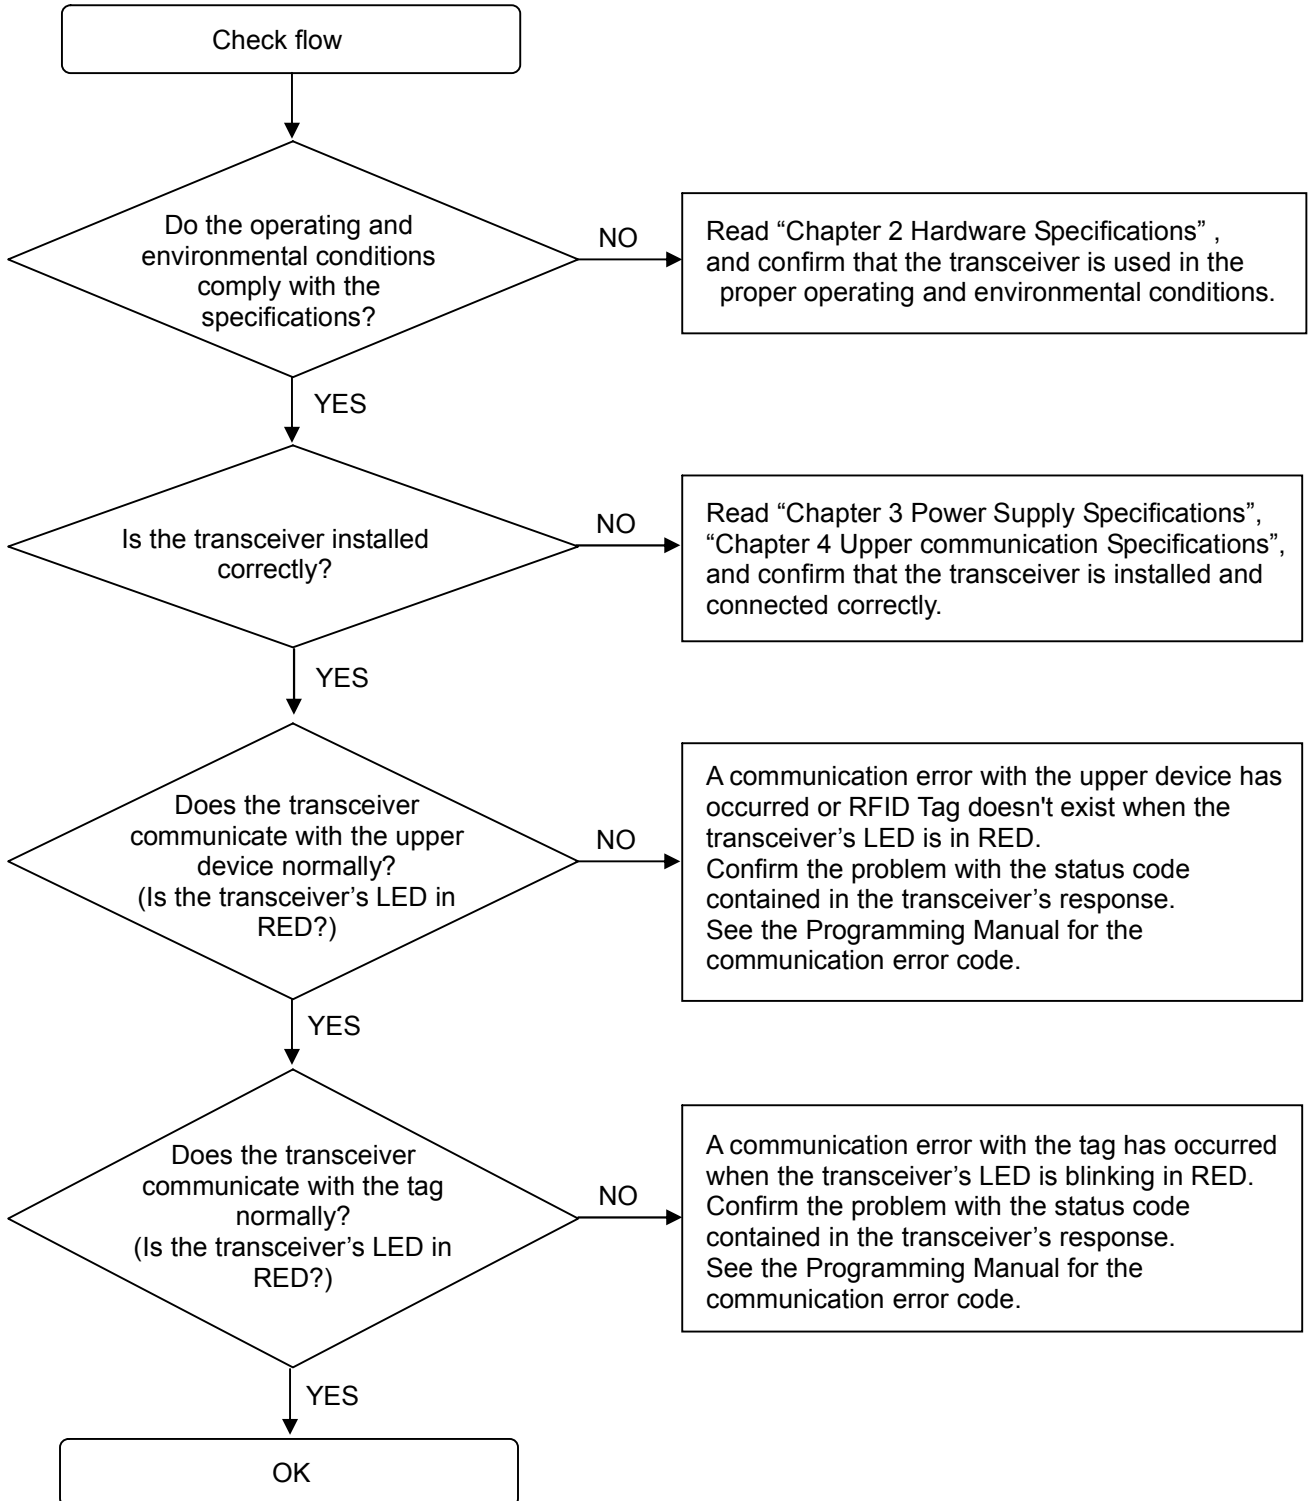 Check flow
Do the operating and
environmental conditions
comply with the
specifications?
NO
Read “Chapter 2 Hardware Specifications” ,
and confirm that the transceiver is used in the
proper operating and environmental conditions.
YES
Is the transceiver installed
correctly?
NO
Read “Chapter 3 Power Supply Specifications”,
“Chapter 4 Upper communication Specifications”,
and confirm that the transceiver is installed and
connected correctly.
YES
Does the transceiver
communicate with the upper
device normally?
(Is the transceiver’s LED in
RED?)
NO
A communication error with the upper device has
occurred or RFID Tag doesn't exist when the
transceiver’s LED is in RED.
Confirm the problem with the status code
contained in the transceiver’s response.
See the Programming Manual for the
communication error code.
YES
Does the transceiver
communicate with the tag
normally?
(Is the transceiver’s LED in
RED?)
NO
A communication error with the tag has occurred
when the transceiver’s LED is blinking in RED.
Confirm the problem with the status code
contained in the transceiver’s response.
See the Programming Manual for the
communication error code.
YES
OK